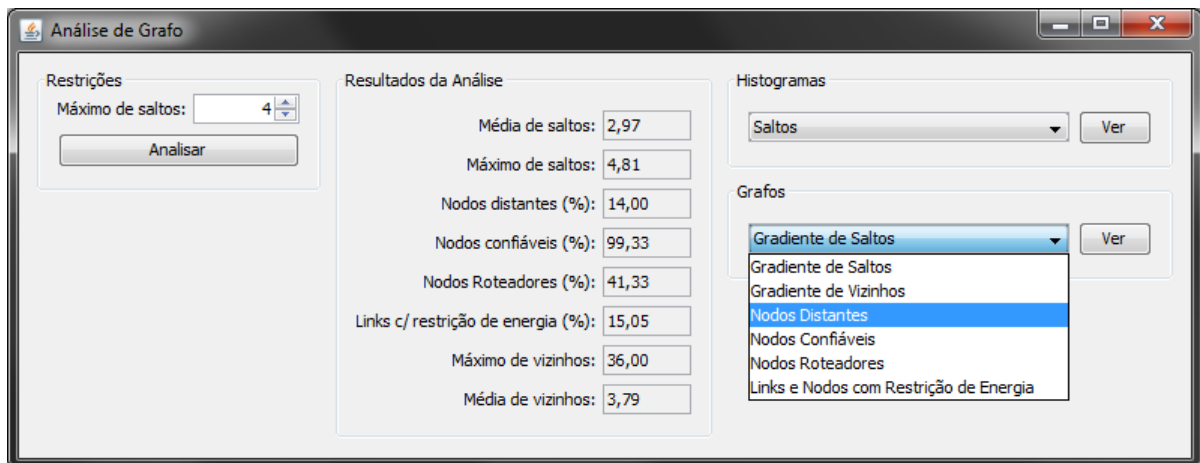 Análise de Grafo
Restrições
Máximo de saltos: 4
Analisar
Resultados da Análise
Média de saltos: 2,97
Máximo de saltos: 4,81
Nodos distantes (%): 14,00
Nodos confiáveis (%): 99,33
Nodos Roteadores (%): 41,33
Links c/ restrição de energia (%): 15,05
Máximo de vizinhos: 36,00
Média de vizinhos: 3,79
Histogramas
Saltos Ver
Grafos
Gradiente de Saltos Ver
Gradiente de Saltos
Gradiente de Vizinhos
Nodos Distantes
Nodos Confiáveis
Nodos Roteadores
Links e Nodos com Restrição de Energia